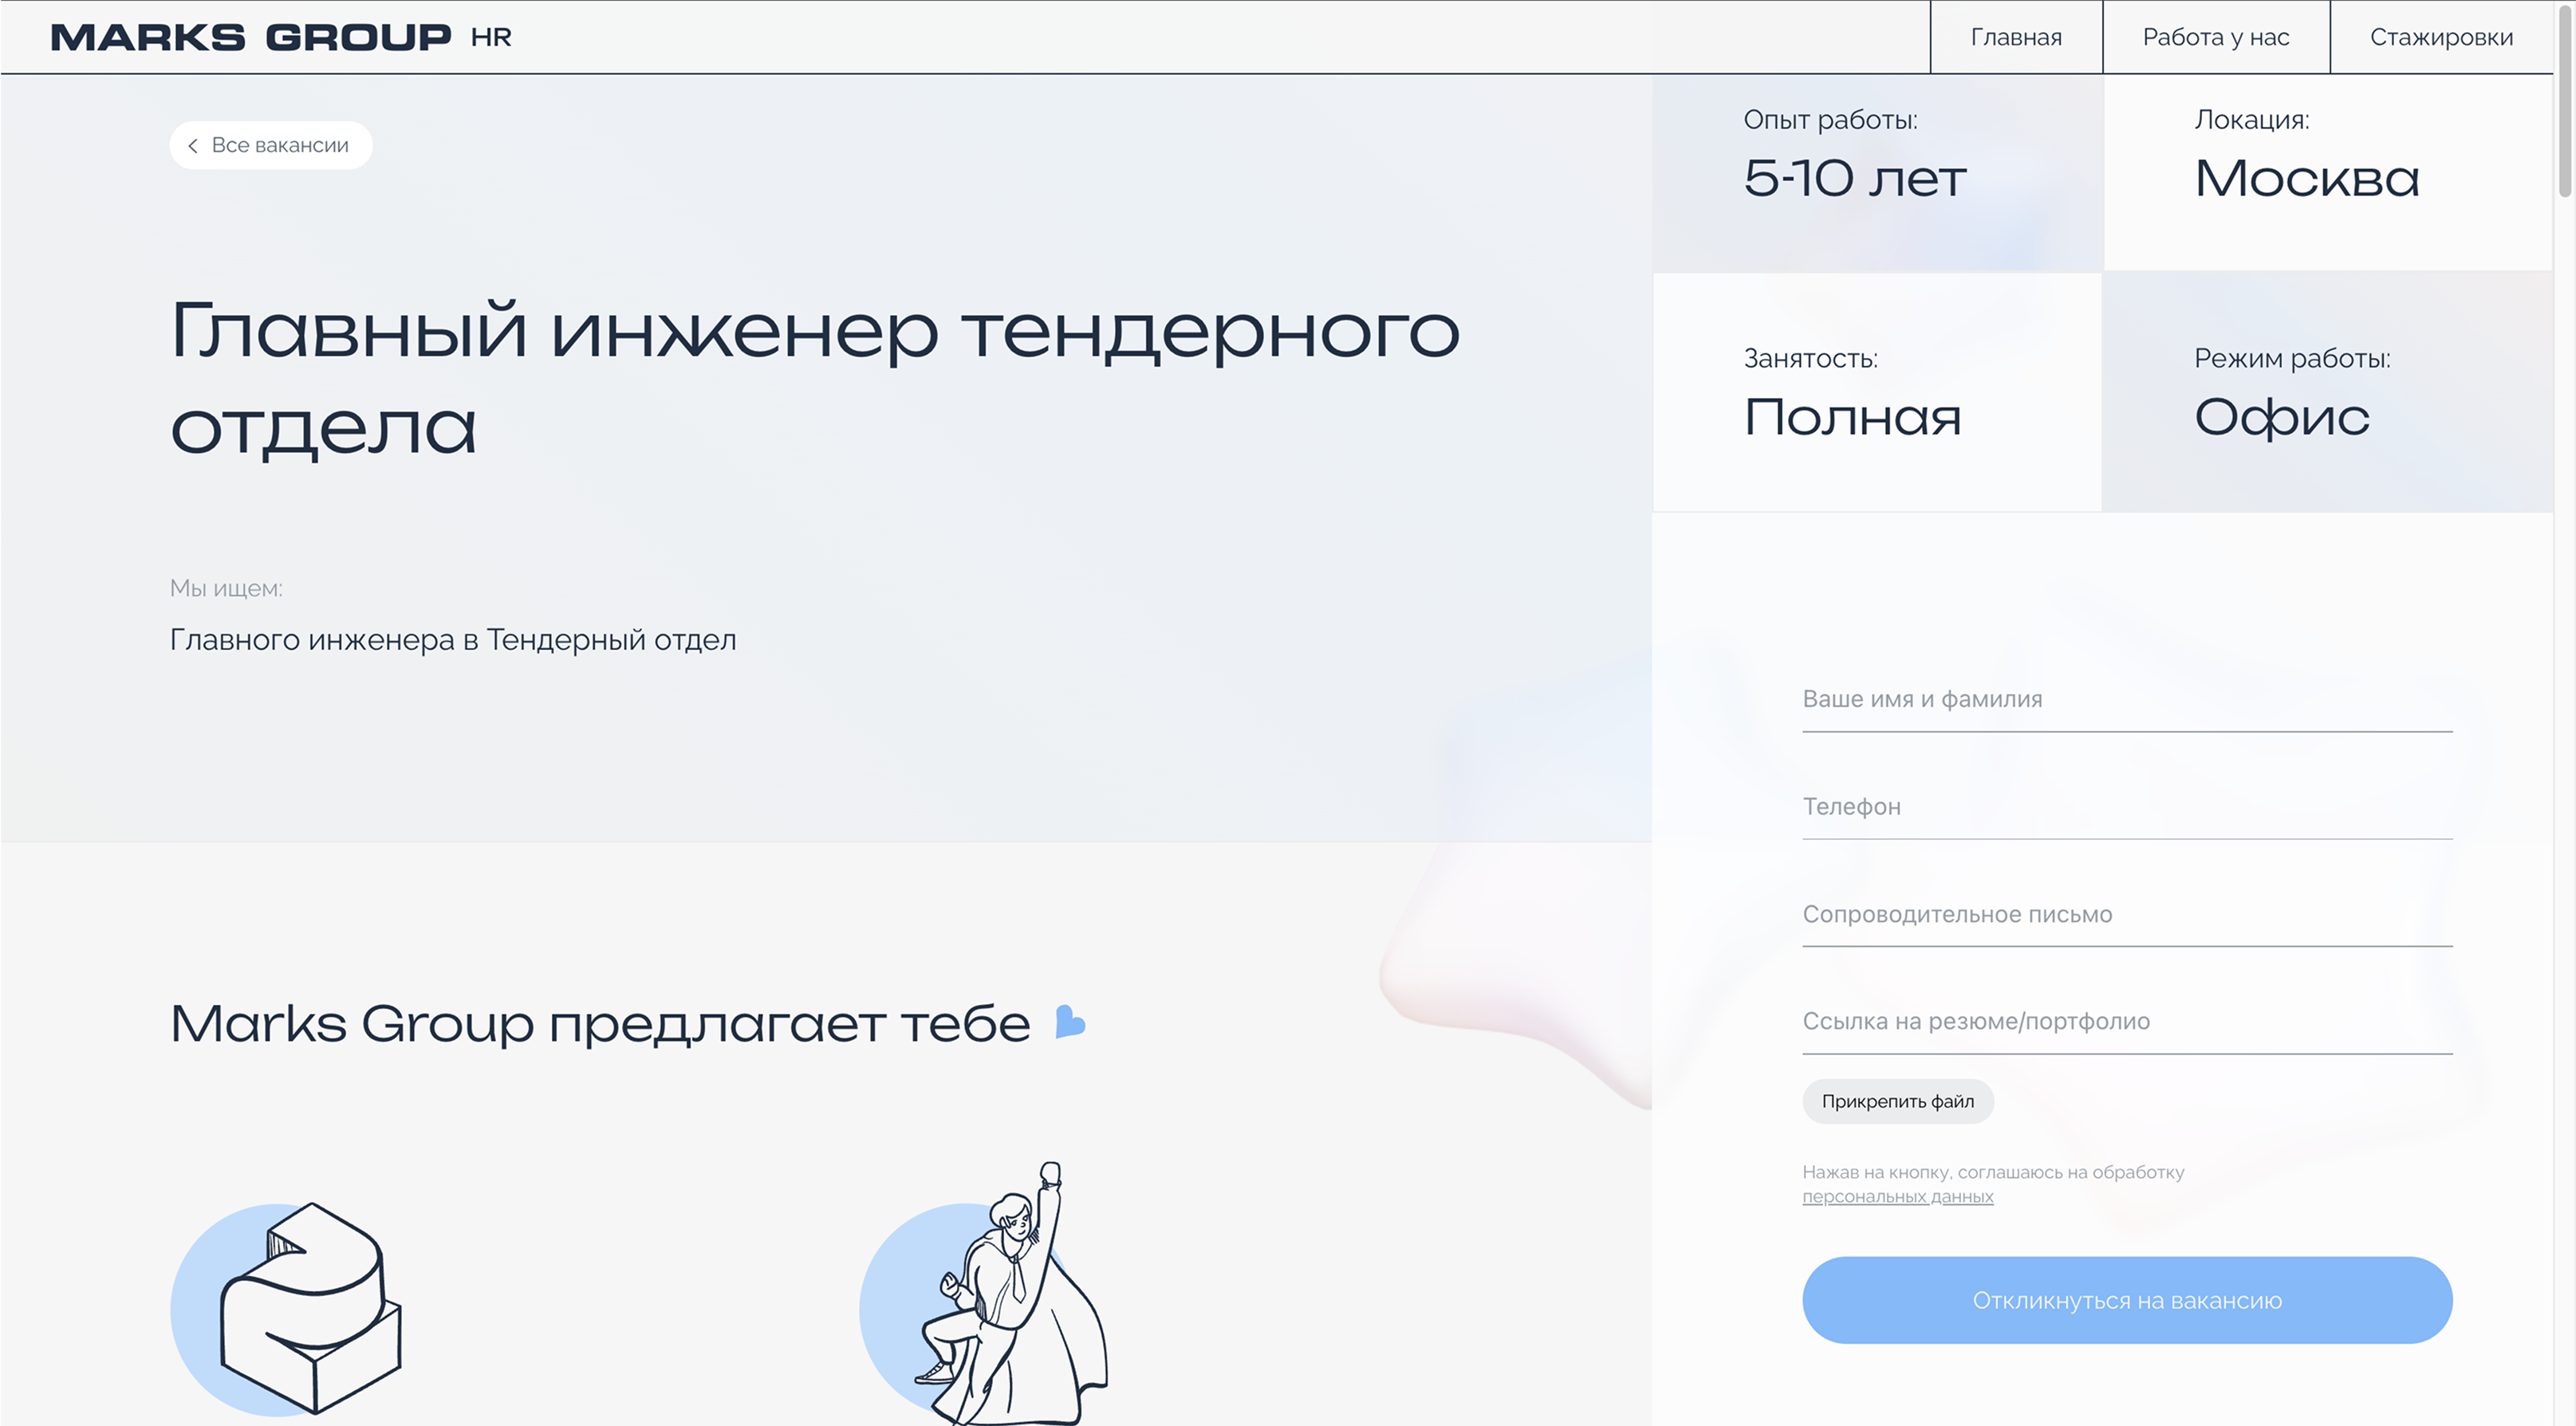 MARKS GROUP HR
Главная
Работа у нас
Стажировки
Все вакансии
Главный инженер тендерного
отдела
Мы ищем:
Главного инженера в Тендерный отдел
Опыт работы:
5-10 лет
Локация:
Москва
Занятость:
Полная
Режим работы:
Офис
Ваше имя и фамилия
Телефон
Сопроводительное письмо
Ссылка на резюме/портфолио
Прикрепить файл
Нажав на кнопку, соглашаюсь на обработку
персональных данных
Откликнуться на вакансию
Marks Group предлагает тебе